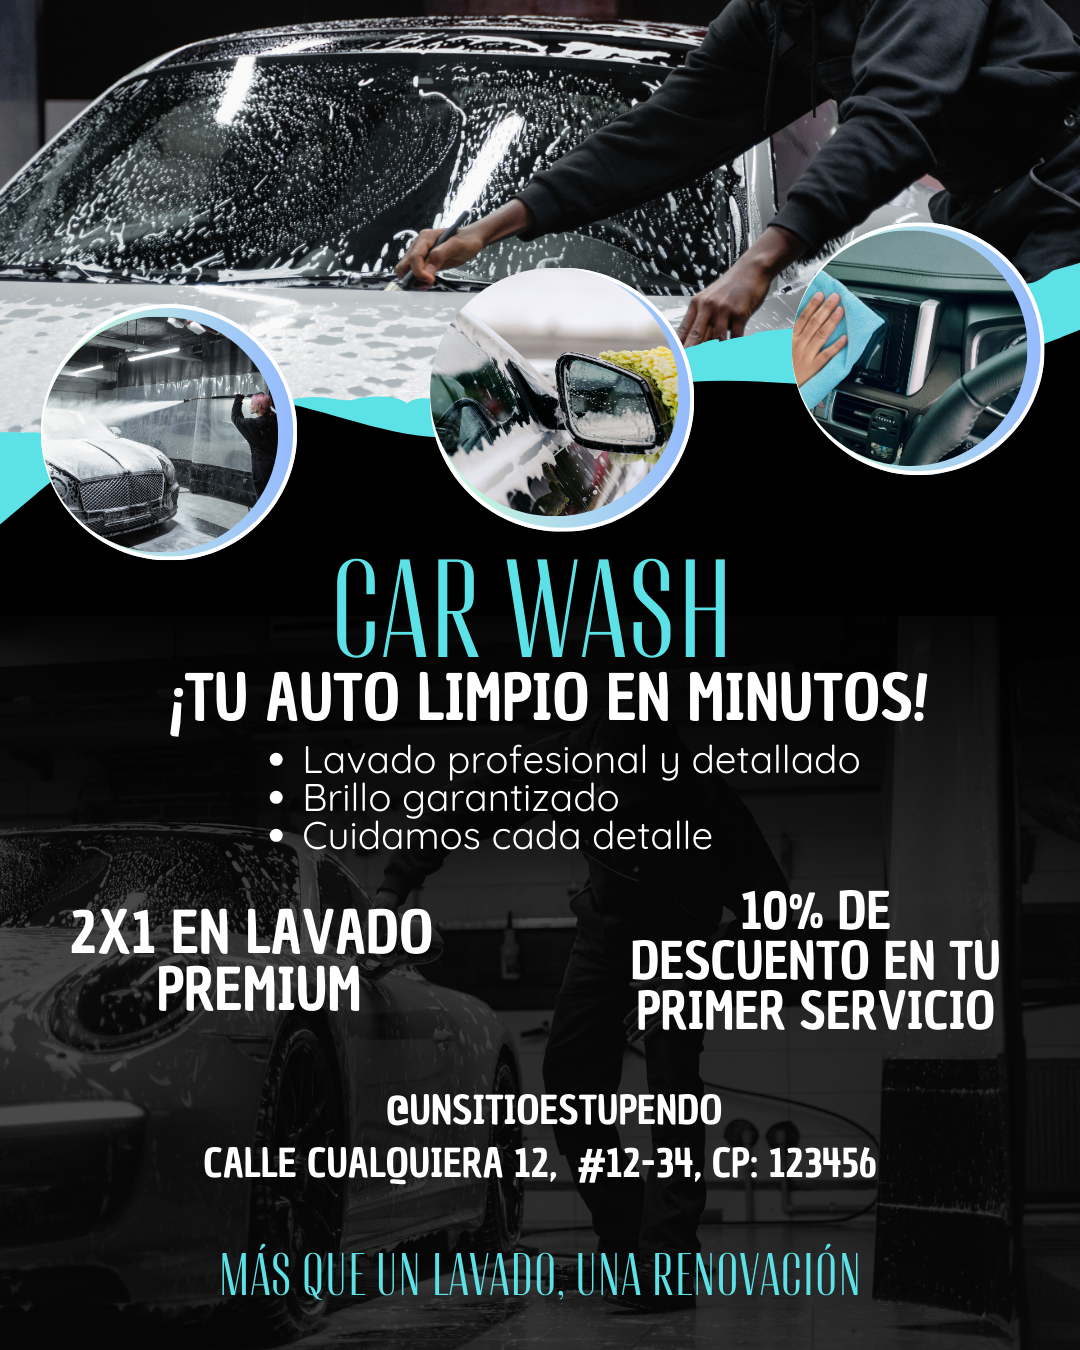 CAR WASH
¡TU AUTO LIMPIO EN MINUTOS!
• Lavado profesional y detallado
• Brillo garantizado
• Cuidamos cada detalle
2X1 EN LAVADO
PREMIUM
10% DE
DESCUENTO EN TU
PRIMER SERVICIO
@UNSITIOESTUPENDO
CALLE CUALQUIERA 12, #12-34, CP: 123456
MÁS QUE UN LAVADO, UNA RENOVACIÓN